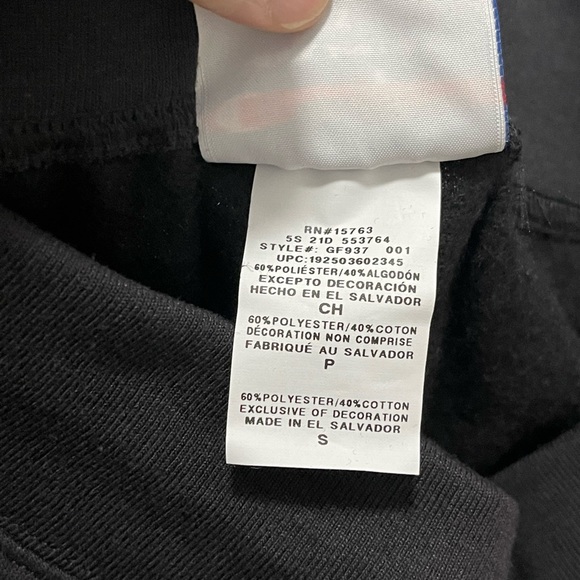 RN#15763
5S 21D 553764
STYLE#: GF937 001
UPC:192503602345
60%POLIÉSTER/40%ALGODÓN
EXCEPTO DECORACIÓN
HECHO EN EL SALVADOR
CH
60%POLYESTER/40%COTON
DÉCORATION NON COMPRISE
FABRIQUÉ AU SALVADOR
P
60%POLYESTER/40%COTTON
EXCLUSIVE OF DECORATION
MADE IN EL SALVADOR
S